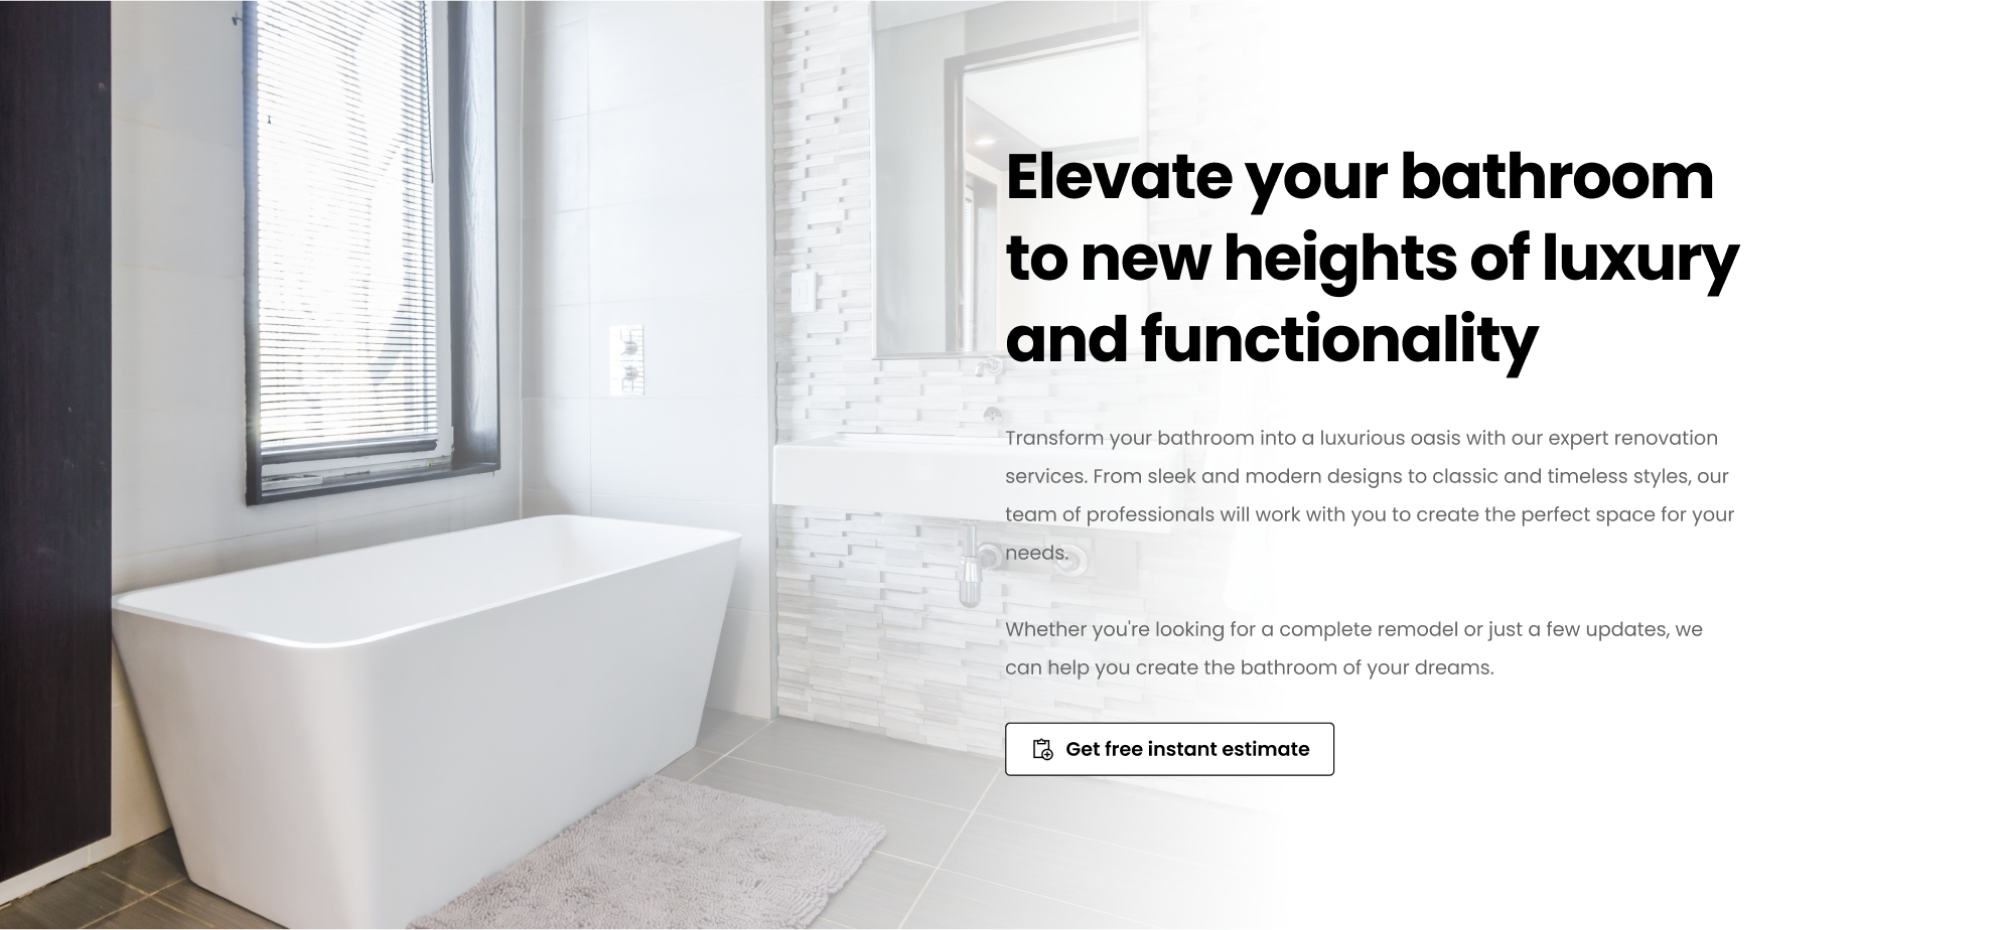 Elevate your bathroom
to new heights of luxury
and functionality
Transform your bathroom into a luxurious oasis with our expert renovation
services. From sleek and modern designs to classic and timeless styles, our
team of professionals will work with you to create the perfect space for your
needs.
Whether you're looking for a complete remodel or just a few updates, we
can help you create the bathroom of your dreams.
Get free instant estimate